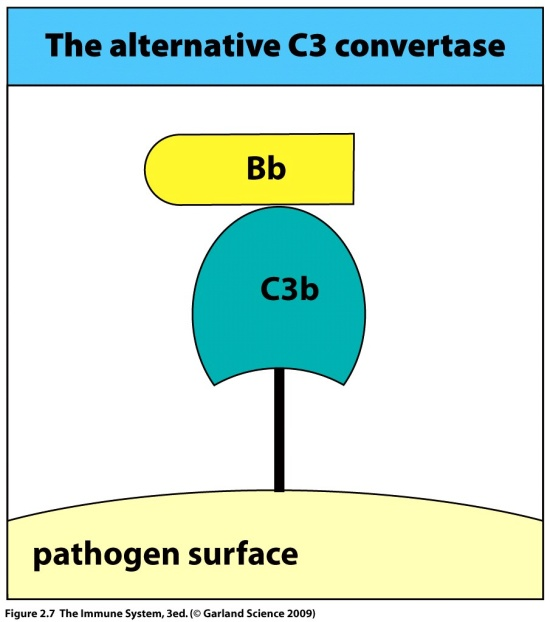 The alternative C3 convertase
Bb
C3b
pathogen surface
Figure 2.7 The Immune System, 3ed. (© Garland Science 2009)